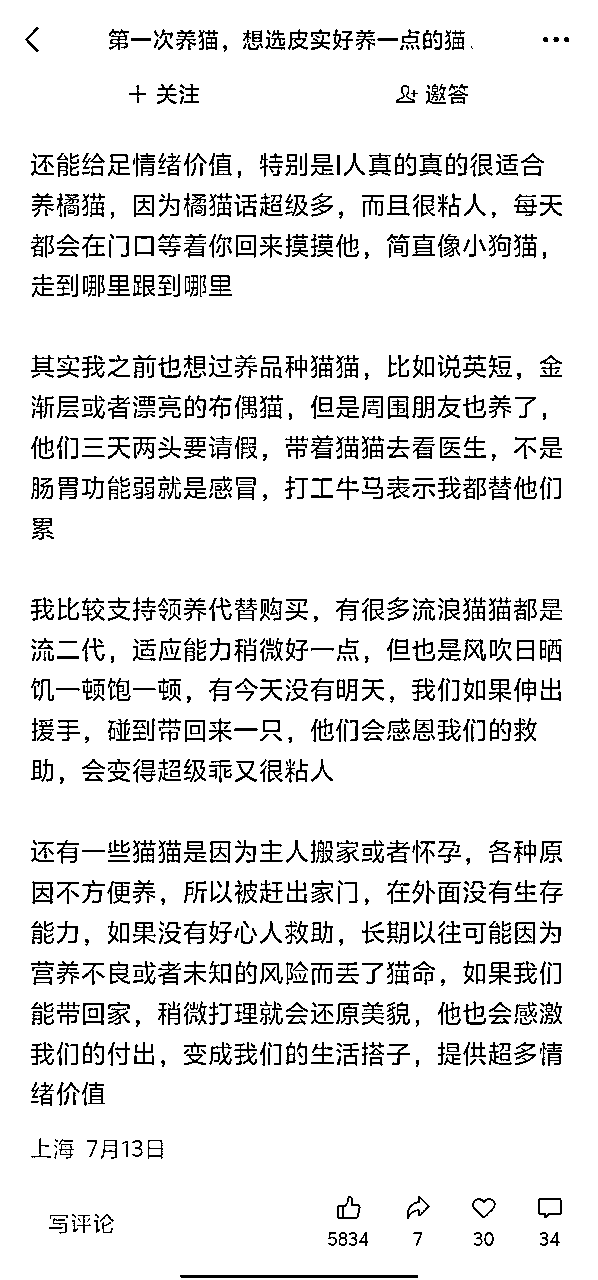 第一次养猫，想选皮实好养一点的猫、
+ 关注
邀答
还能给足情绪价值，特别是I人真的真的很适合
养橘猫，因为橘猫话超级多，而且很粘人，每天
都会在门口等着你回来摸摸他，简直像小狗猫，
走到哪里跟到哪里
其实我之前也想过养品种猫猫，比如说英短，金
渐层或者漂亮的布偶猫，但是周围朋友也养了，
他们三天两头要请假，带着猫猫去看医生，不是
肠胃功能弱就是感冒，打工牛马表示我都替他们
累
我比较支持领养代替购买，有很多流浪猫猫都是
流二代，适应能力稍微好一点，但也是风吹日晒
饥一顿饱一顿，有今天没有明天，我们如果伸出
援手，碰到带回来一只，他们会感恩我们的救
助，会变得超级乖又很粘人
还有一些猫猫是因为主人搬家或者怀孕，各种原
因不方便养，所以被赶出家门，在外面没有生存
能力，如果没有好心人救助，长期以往可能因为
营养不良或者未知的风险而丢了猫命，如果我们
能带回家，稍微打理就会还原美貌，他也会感激
我们的付出，变成我们的生活搭子，提供超多情
绪价值
上海 7月13日
写评论
5834
7
30
34